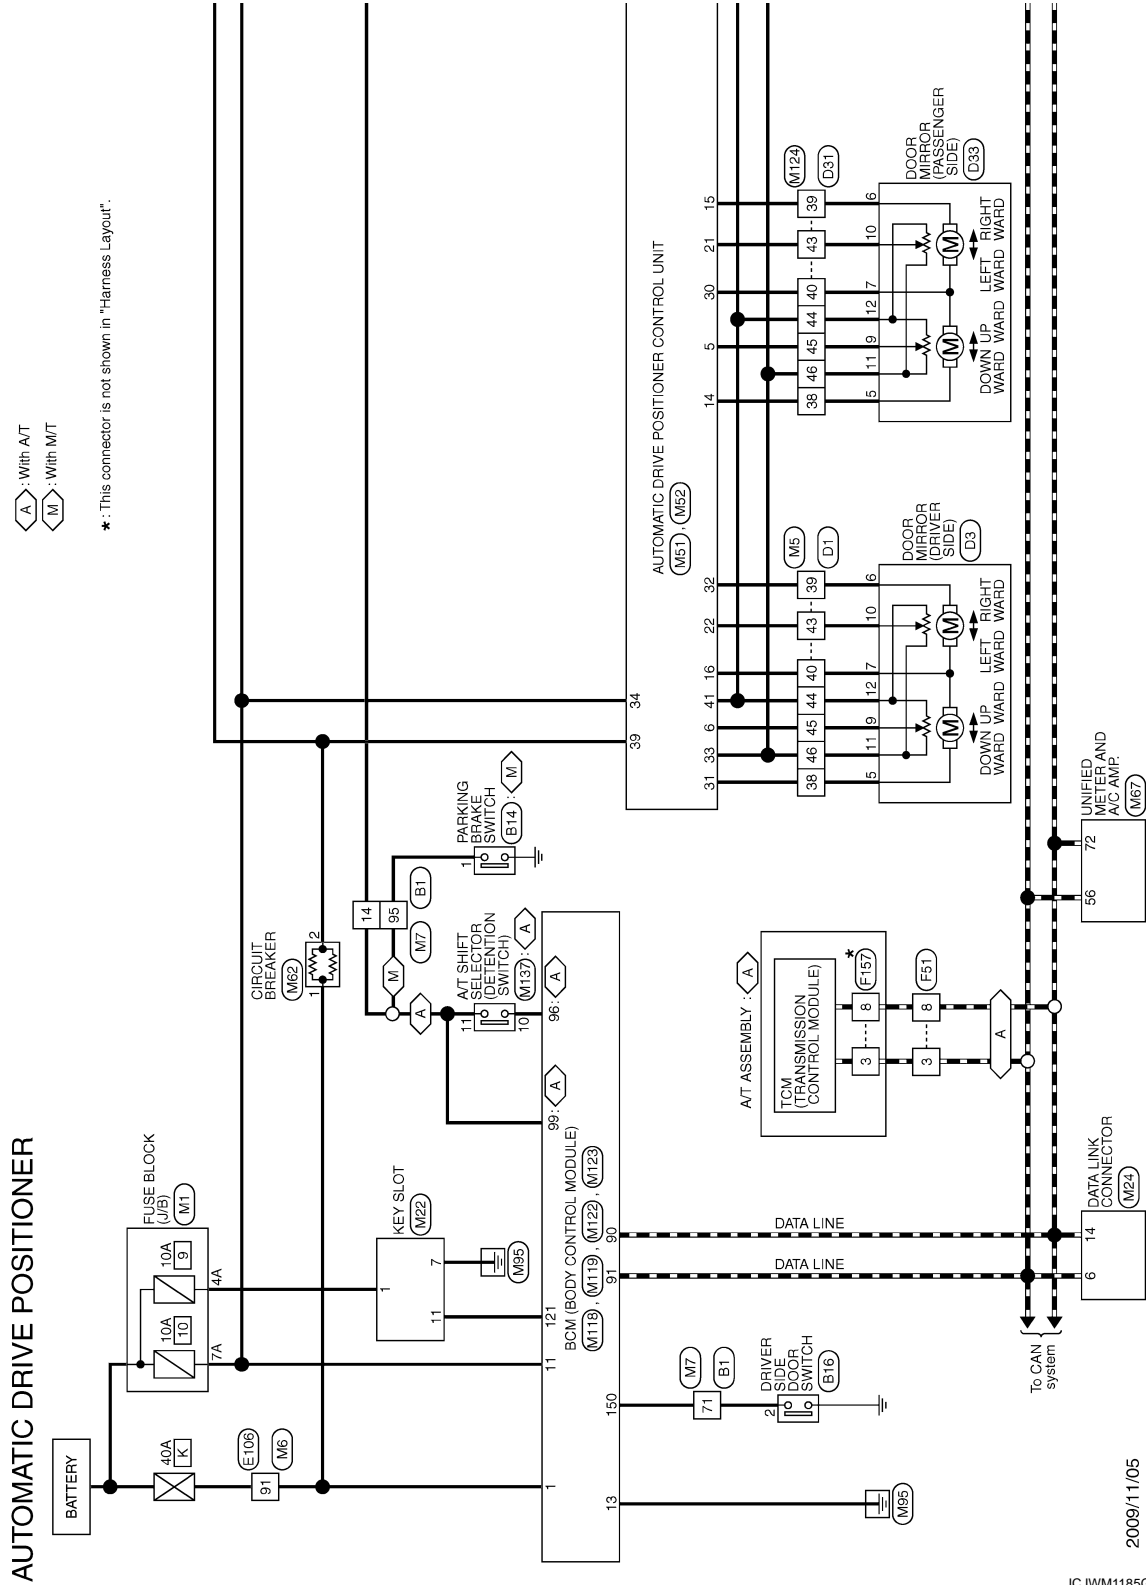 AUTOMATIC DRIVE POSITIONER
A : With A/T
M : With M/T
* : This connector is not shown in "Harness Layout".
BATTERY
40A
K
E106
91
M6
FUSE BLOCK
(J/B)
M1
10A
10
10A
9
7A
4A
CIRCUIT
BREAKER
M62
1
2
KEY SLOT
M22
1
7
11
M95
A
M
14
95
M7
B1
PARKING
BRAKE
SWITCH
B14 : M
1
A/T SHIFT
SELECTOR
(DETENTION
SWITCH)
M137 : A
11
10
1
11
121
99 : A
96 : A
BCM (BODY CONTROL MODULE)
M118 , M119 , M122 , M123
13
150
91
90
M95
71
M7
B1
DRIVER
SIDE
DOOR
SWITCH
B16
2
DATA LINE
DATA LINE
To CAN
system
DATA LINK
CONNECTOR
M24
6
14
A/T ASSEMBLY : A
TCM
(TRANSMISSION
CONTROL MODULE)
3
8
*
F157
3
8
F51
A
UNIFIED
METER AND
A/C AMP.
M67
56
72
39
34
AUTOMATIC DRIVE POSITIONER CONTROL UNIT
M51 , M52
31
33
6
41
16
22
32
14
5
30
21
15
38
46
45
44
40
43
39
M5
D1
5
11
9
12
7
10
6
DOOR
MIRROR
(DRIVER
SIDE)
D3
M
M
DOWN UP
WARD WARD
LEFT RIGHT
WARD WARD
38
46
45
44
40
43
39
M124
D31
5
11
9
12
7
10
6
DOOR
MIRROR
(PASSENGER
SIDE)
D33
M
M
DOWN UP
WARD WARD
LEFT RIGHT
WARD WARD
2009/11/05